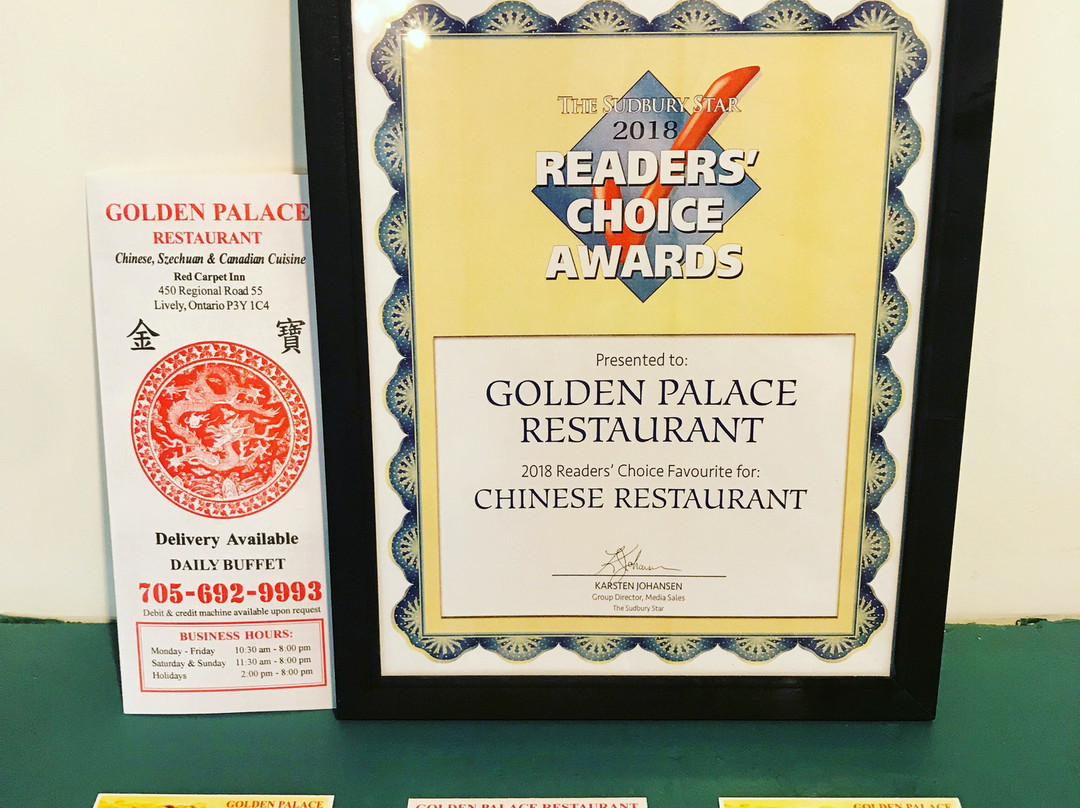 GOLDEN PALACE
RESTAURANT
Chinese, Szechuan & Canadian Cuisine
Red Carpet Inn
450 Regional Road 55
Lively, Ontario P3Y 1C4
金 寶
Delivery Available
DAILY BUFFET
705-692-9993
Debit & credit machine available upon request
BUSINESS HOURS:
Monday - Friday 10:30 am - 8:00 pm
Saturday & Sunday 11:30 am - 8:00 pm
Holidays 2:00 pm - 8:00 pm
THE SUDBURY STAR
2018
READERS'
CHOICE
AWARDS
Presented to:
GOLDEN PALACE
RESTAURANT
2018 Readers' Choice Favourite for:
CHINESE RESTAURANT
KARSTEN JOHANSEN
Group Director, Media Sales
The Sudbury Star
GOLDEN PALACE
GOLDEN PALACE RESTAURANT
GOLDEN PALACE